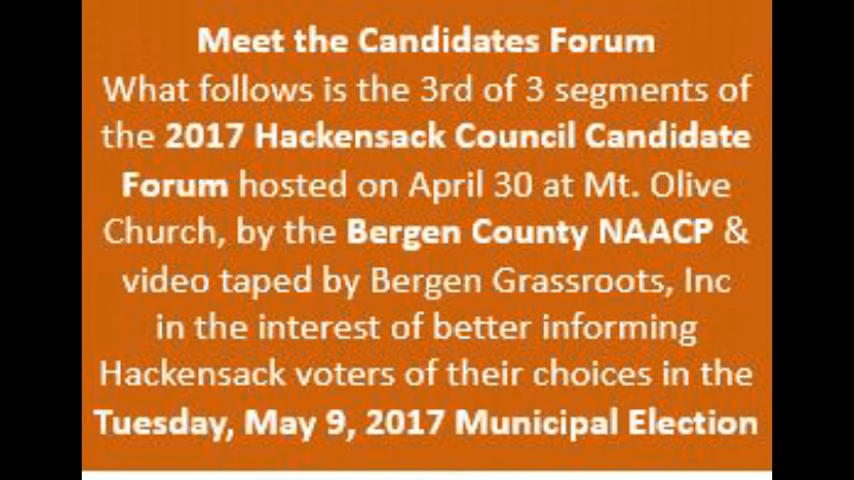 Meet the Candidates Forum
What follows is the 3rd of 3 segments of
the 2017 Hackensack Council Candidate
Forum hosted on April 30 at Mt. Olive
Church, by the Bergen County NAACP &
video taped by Bergen Grassroots, Inc
in the interest of better informing
Hackensack voters of their choices in the
Tuesday, May 9, 2017 Municipal Election